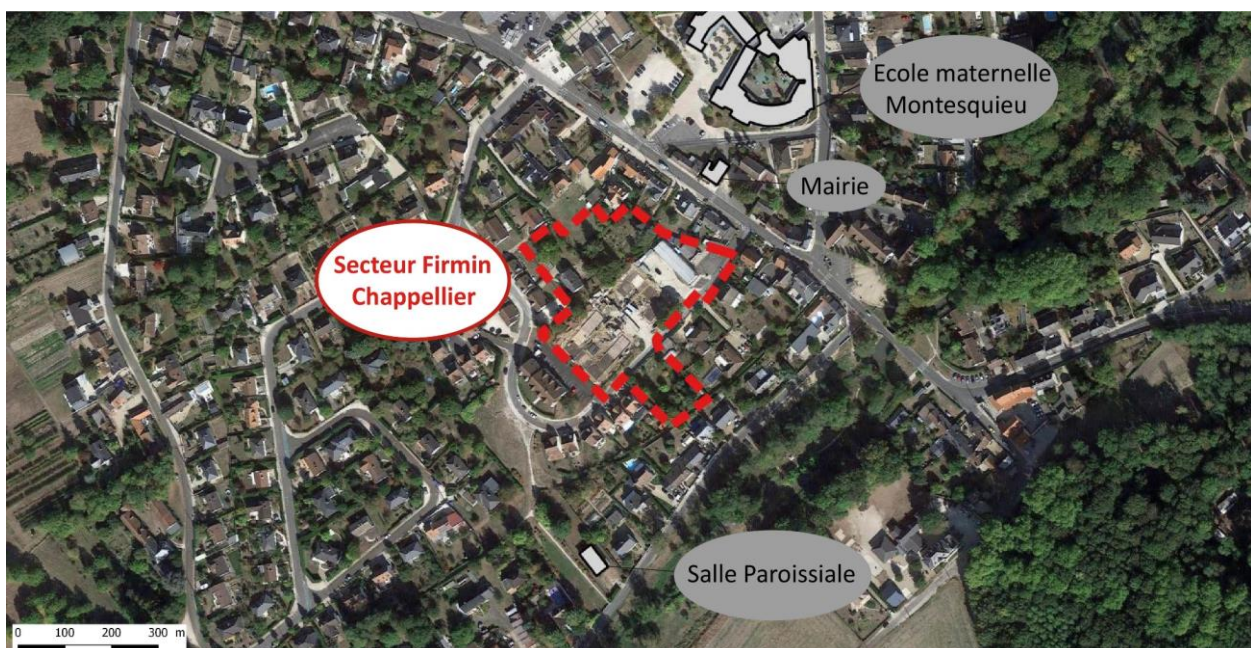 Ecole maternelle
Montesquieu
Mairie
Secteur Firmin
Chappellier
Salle Paroissiale
0 100 200 300 m